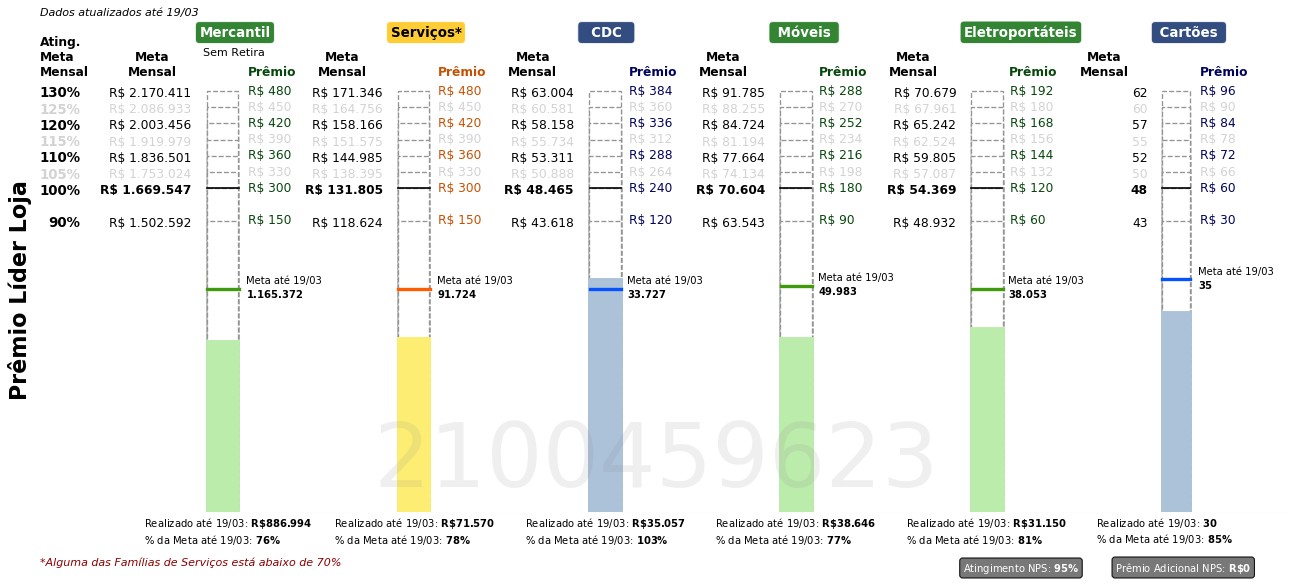 Dados atualizados até 19/03
Mercantil Serviços* CDC Móveis Eletroportáteis Cartões
Sem Retira
Ating.
Meta
Mensal
Meta
Mensal
Prêmio
Meta
Mensal
Prêmio
Meta
Mensal
Prêmio
Meta
Mensal
Prêmio
Meta
Mensal
Prêmio
Meta
Mensal
Prêmio
130% R$ 2.170.411 R$ 480 R$ 171.346 R$ 480 R$ 63.004 R$ 384 R$ 91.785 R$ 288 R$ 70.679 R$ 192 62 R$ 96
125% R$ 2.086.933 R$ 450 R$ 164.756 R$ 450 R$ 60.581 R$ 360 R$ 88.255 R$ 270 R$ 67.961 R$ 180 60 R$ 90
120% R$ 2.003.456 R$ 420 R$ 158.166 R$ 420 R$ 58.158 R$ 336 R$ 84.724 R$ 252 R$ 65.242 R$ 168 57 R$ 84
115% R$ 1.919.979 R$ 390 R$ 151.575 R$ 390 R$ 55.734 R$ 312 R$ 81.194 R$ 234 R$ 62.524 R$ 156 55 R$ 78
110% R$ 1.836.501 R$ 360 R$ 144.985 R$ 360 R$ 53.311 R$ 288 R$ 77.664 R$ 216 R$ 59.805 R$ 144 52 R$ 72
105% R$ 1.753.024 R$ 330 R$ 138.395 R$ 330 R$ 50.888 R$ 264 R$ 74.134 R$ 198 R$ 57.087 R$ 132 50 R$ 66
100% R$ 1.669.547 R$ 300 R$ 131.805 R$ 300 R$ 48.465 R$ 240 R$ 70.604 R$ 180 R$ 54.369 R$ 120 48 R$ 60
90% R$ 1.502.592 R$ 150 R$ 118.624 R$ 150 R$ 43.618 R$ 120 R$ 63.543 R$ 90 R$ 48.932 R$ 60 43 R$ 30
Prêmio Líder Loja
Meta até 19/03
1.165.372
Meta até 19/03
91.724
Meta até 19/03
33.727
Meta até 19/03
49.983
Meta até 19/03
38.053
Meta até 19/03
35
2100459623
Realizado até 19/03: R$886.994
% da Meta até 19/03: 76%
Realizado até 19/03: R$71.570
% da Meta até 19/03: 78%
Realizado até 19/03: R$35.057
% da Meta até 19/03: 103%
Realizado até 19/03: R$38.646
% da Meta até 19/03: 77%
Realizado até 19/03: R$31.150
% da Meta até 19/03: 81%
Realizado até 19/03: 30
% da Meta até 19/03: 85%
*Alguma das Famílias de Serviços está abaixo de 70%
Atingimento NPS: 95%
Prêmio Adicional NPS: R$0